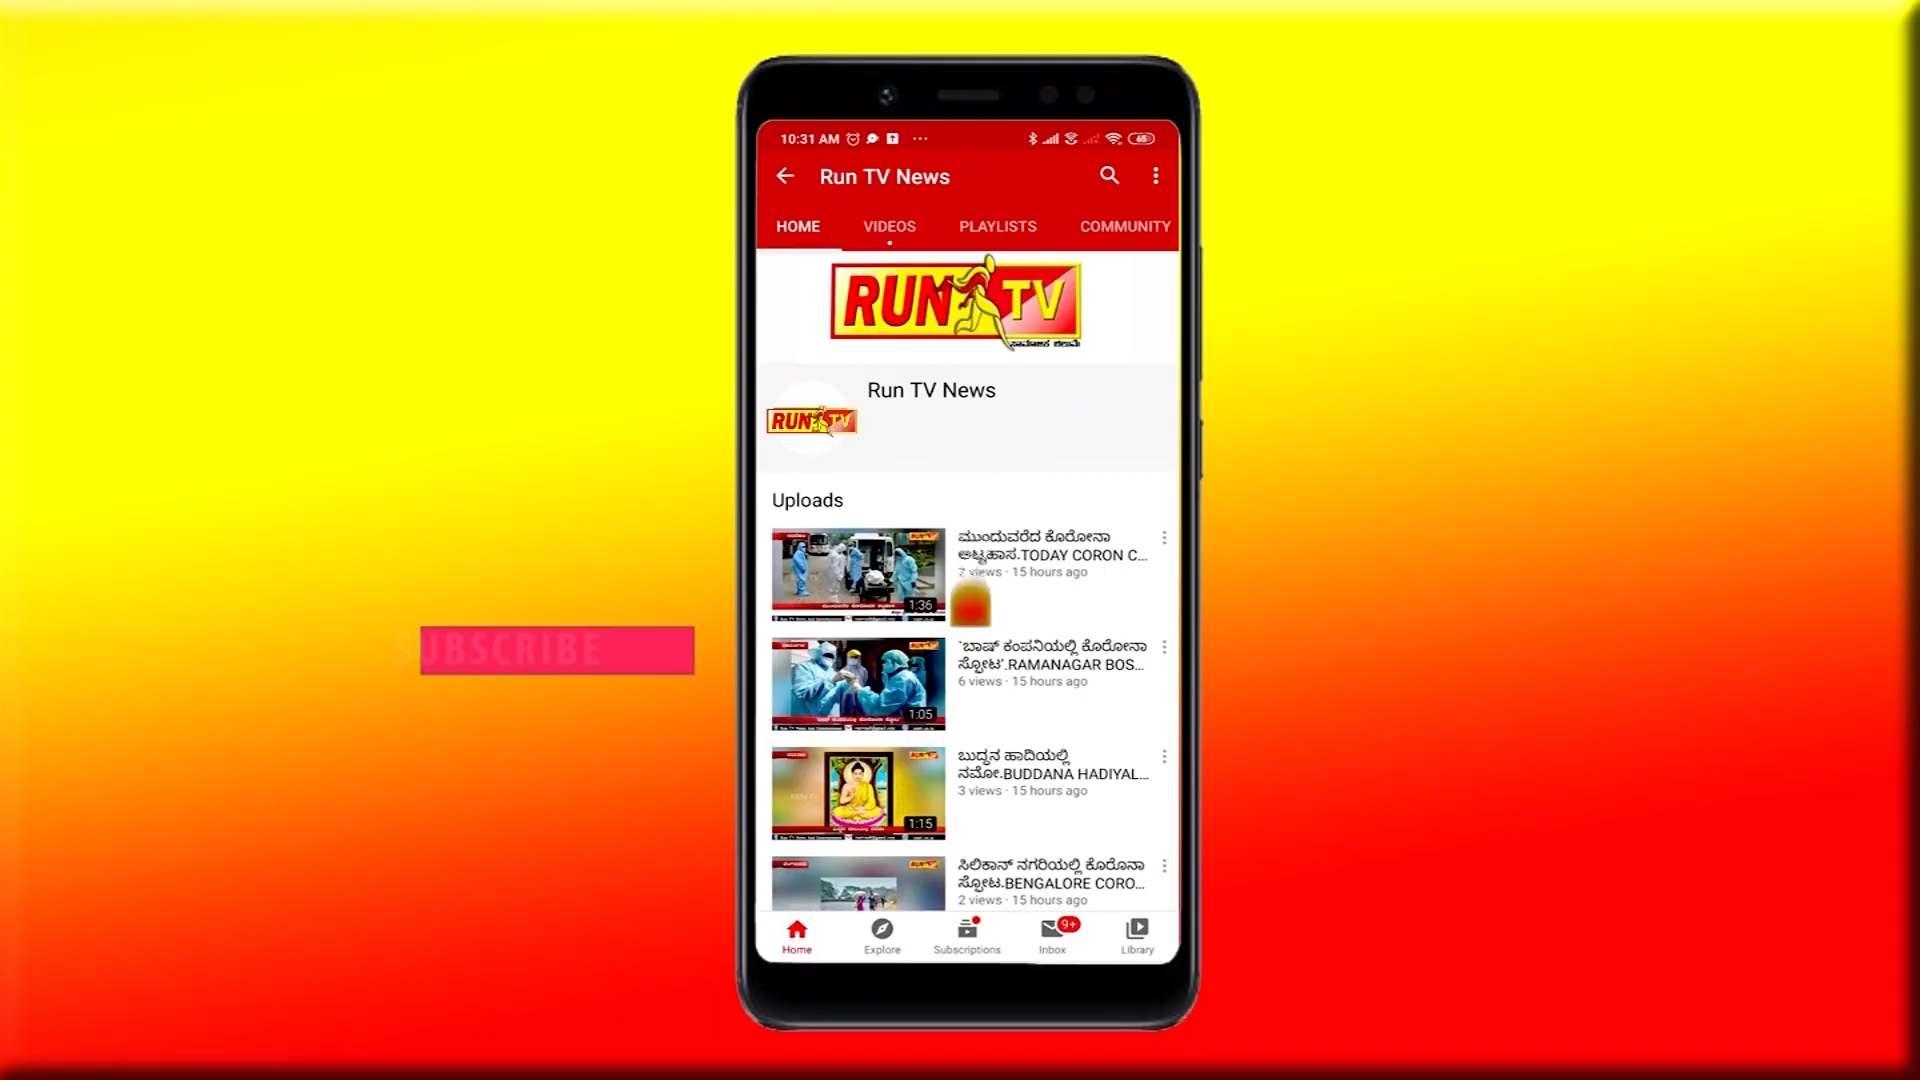 10:31 AM
65
Run TV News
HOME VIDEOS PLAYLISTS COMMUNITY
RUN TV
Run TV News
RUN TV
Uploads
ಮುಂದುವರೆದ ಕೊರೋನಾ
ಅಟ್ಟಹಾಸ.TODAY CORON C...
views · 15 hours ago
1:36
SUBSCRIBE
`ಬಾಷ್ ಕಂಪನಿಯಲ್ಲಿ ಕೊರೋನಾ
ಸ್ಫೋಟ'.RAMANAGAR BOS...
6 views · 15 hours ago
1:05
ಬುದ್ಧನ ಹಾದಿಯಲ್ಲಿ
ನಮೋ.BUDDANA HADIYAL...
3 views · 15 hours ago
1:15
ಸಿಲಿಕಾನ್ ನಗರಿಯಲ್ಲಿ ಕೊರೊನಾ
ಸ್ಫೋಟ.BENGALORE CORO...
2 views · 15 hours ago
9+
Home Explore Subscriptions Inbox Library